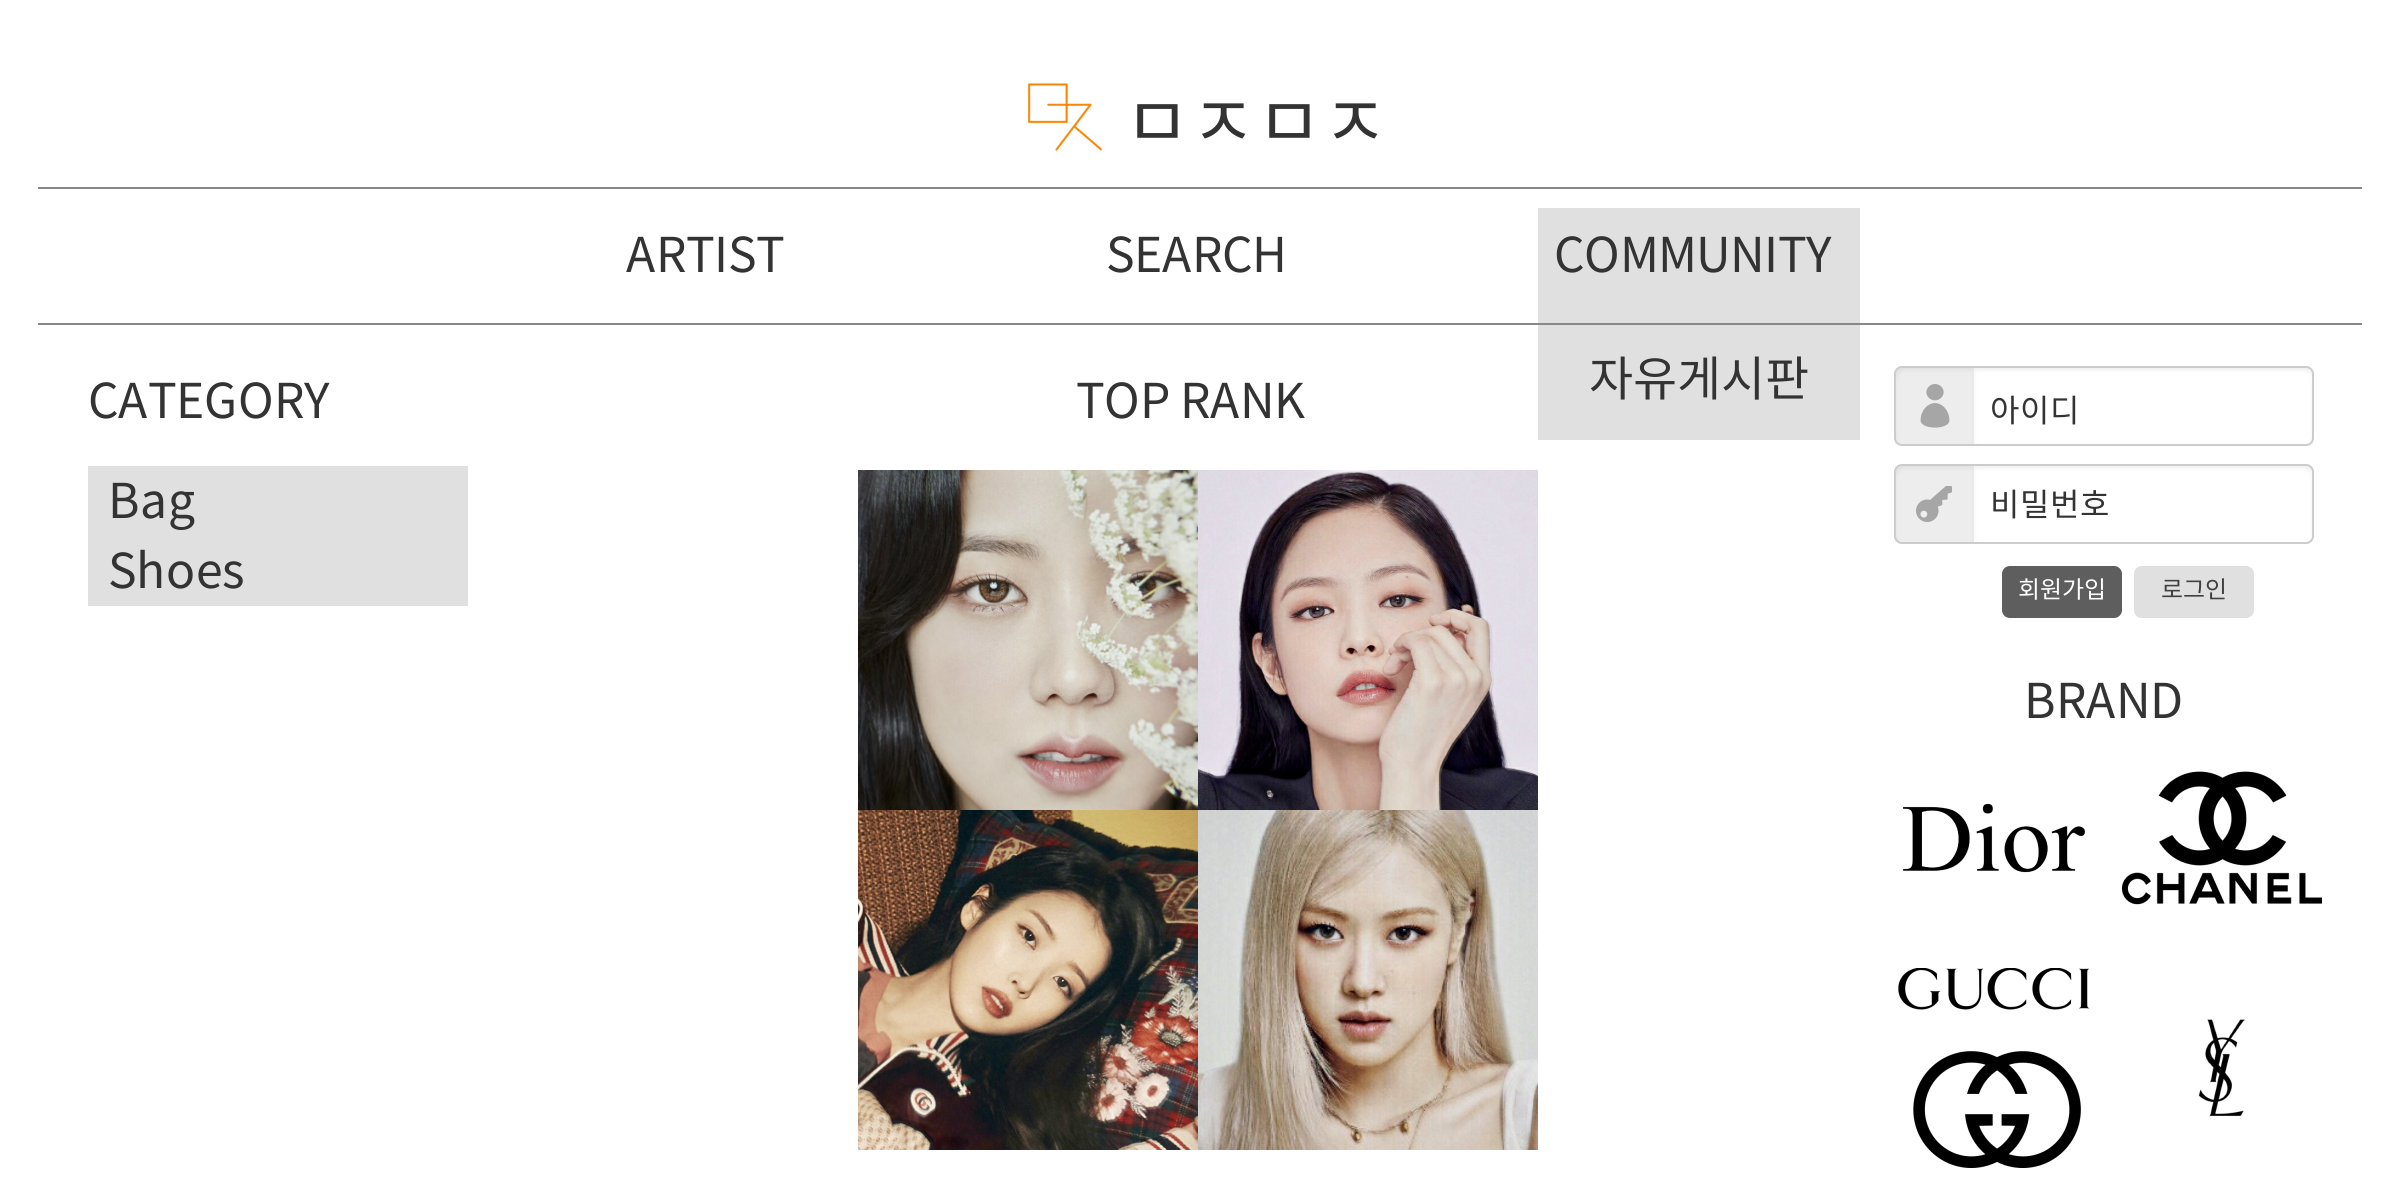 ㅁㅈㅁㅈ
ARTIST
SEARCH
COMMUNITY
자유게시판
CATEGORY
Bag
Shoes
TOP RANK
아이디
비밀번호
회원가입
로그인
BRAND
Dior
CHANEL
GUCCI
YSL